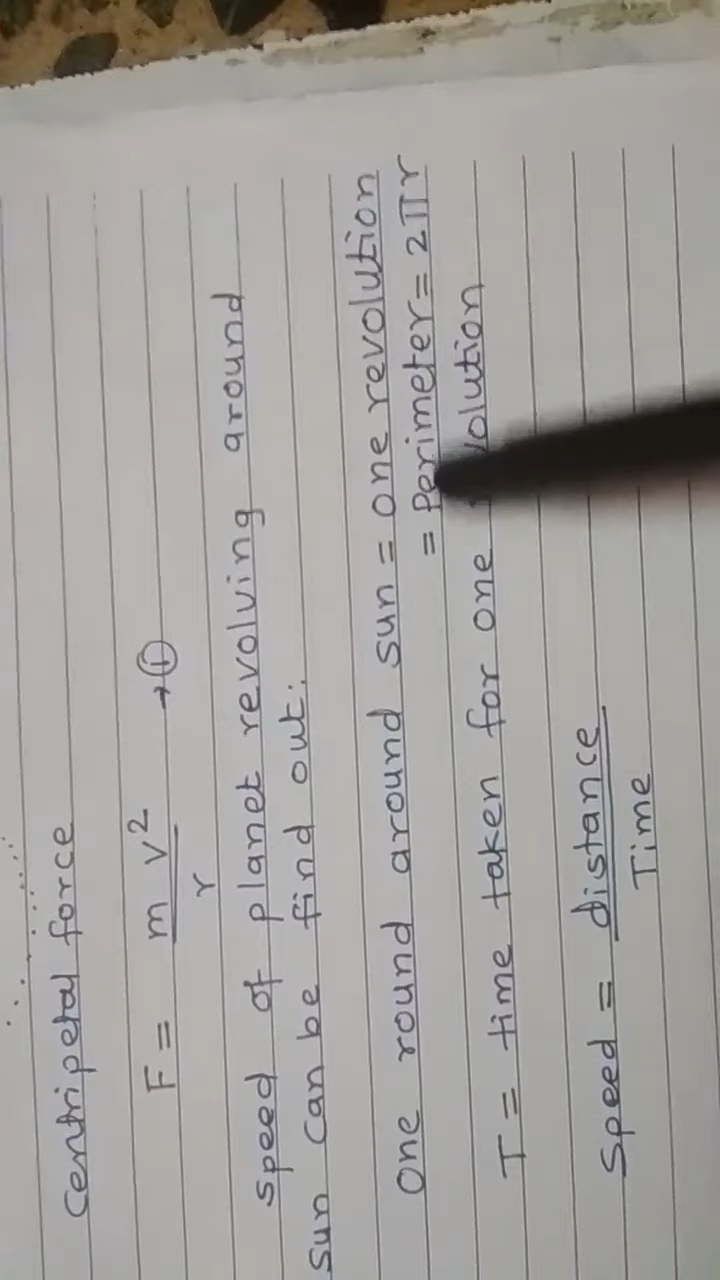 Centripetal force
F = m v² / r → ①
speed of planet revolving around
sun can be find out:
One round around sun = one revolution
= Perimeter = 2πr
T = time taken for one
Speed = distance / Time